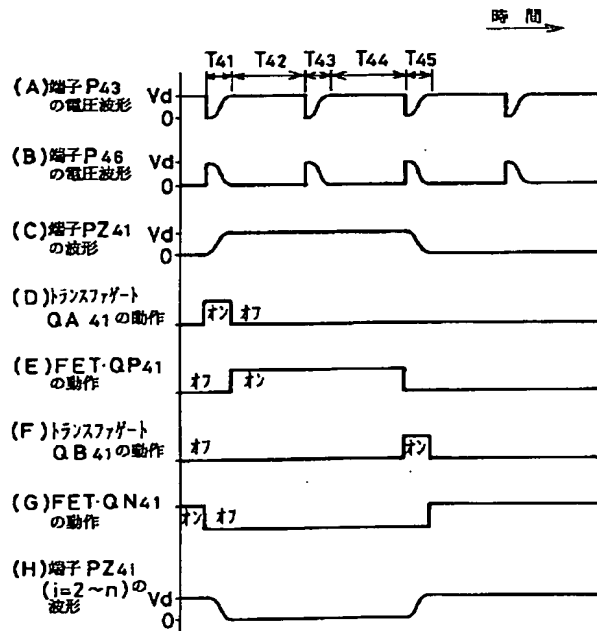 時間
T41 T42 T43 T44 T45
(A)端子P43
の電圧波形
Vd
0
(B)端子P46
の電圧波形
Vd
0
(C)端子PZ41
の波形
Vd
0
(D)トランスファゲート
QA 41の動作
オン オフ
(E)FET・QP41
の動作
オフ オン
(F)トランスファゲート
QB41の動作
オフ オン
(G)FET・QN41
の動作
オン オフ
(H)端子PZ4i
(i=2~n)の
波形
Vd
0